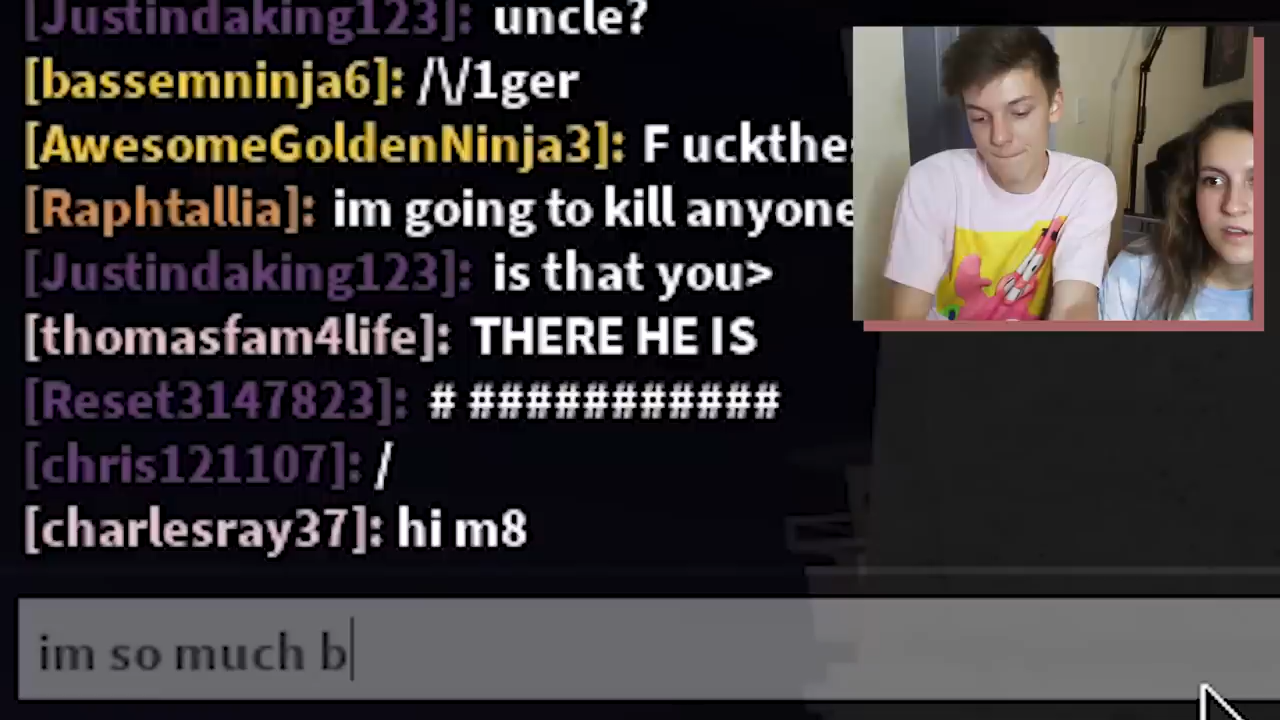 [Justindaking123]: uncle?
[bassemninja6]: /\/1ger
[AwesomeGoldenNinja3]: F uckthe
[Raphtallia]: im going to kill anyone
[Justindaking123]: is that you>
[thomasfam4life]: THERE HE IS
[Reset3147823]: # ###########
[chris121107]: /
[charlesray37]: hi m8
im so much b